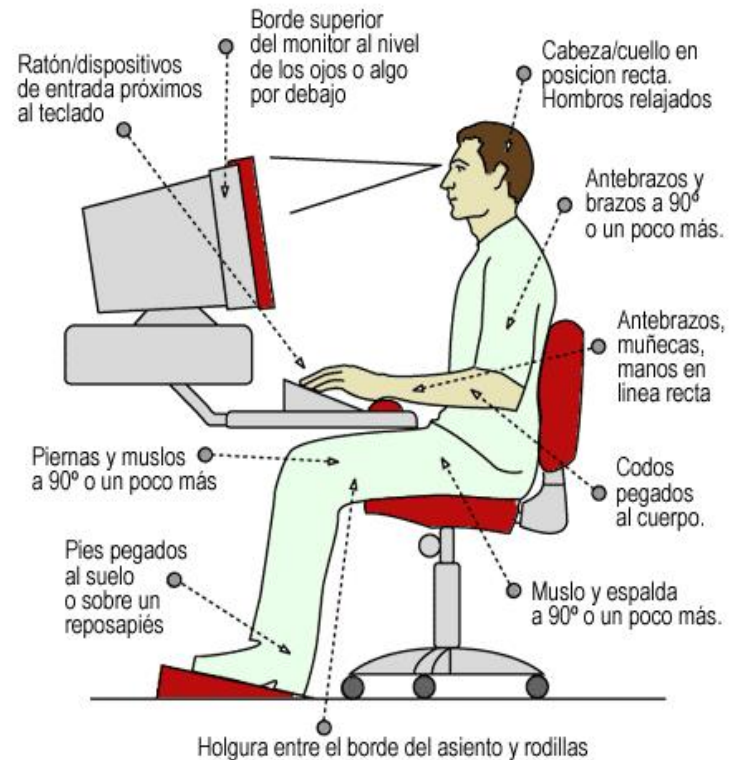 Borde superior
del monitor al nivel
de los ojos o algo
por debajo
Ratón/dispositivos
de entrada próximos
al teclado
Cabeza/cuello en
posicion recta.
Hombros relajados
Antebrazos y
brazos a 90º
o un poco más.
Antebrazos,
muñecas,
manos en
linea recta
Codos
pegados
al cuerpo.
Muslo y espalda
a 90º o un poco más.
Piernas y muslos
a 90º o un poco más
Pies pegados
al suelo
o sobre un
reposapiés
Holgura entre el borde del asiento y rodillas